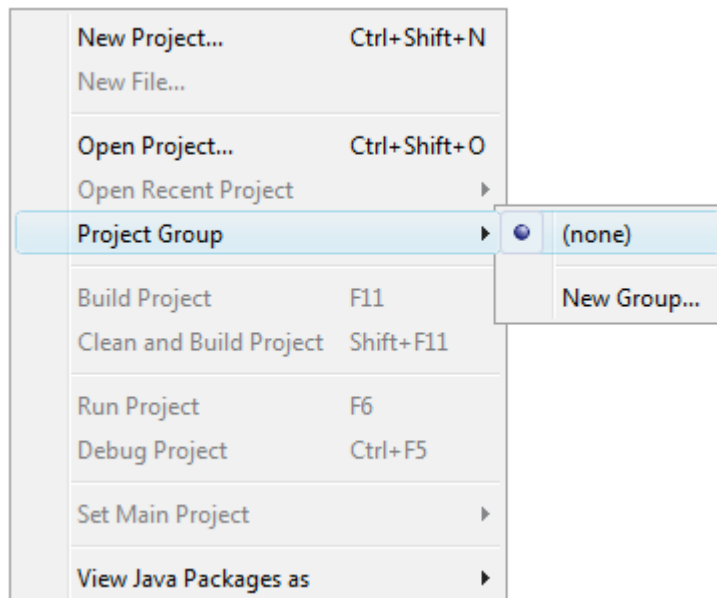 New Project... Ctrl+Shift+N
New File...
Open Project... Ctrl+Shift+O
Open Recent Project
Project Group
(none)
New Group...
Build Project F11
Clean and Build Project Shift+F11
Run Project F6
Debug Project Ctrl+F5
Set Main Project
View Java Packages as